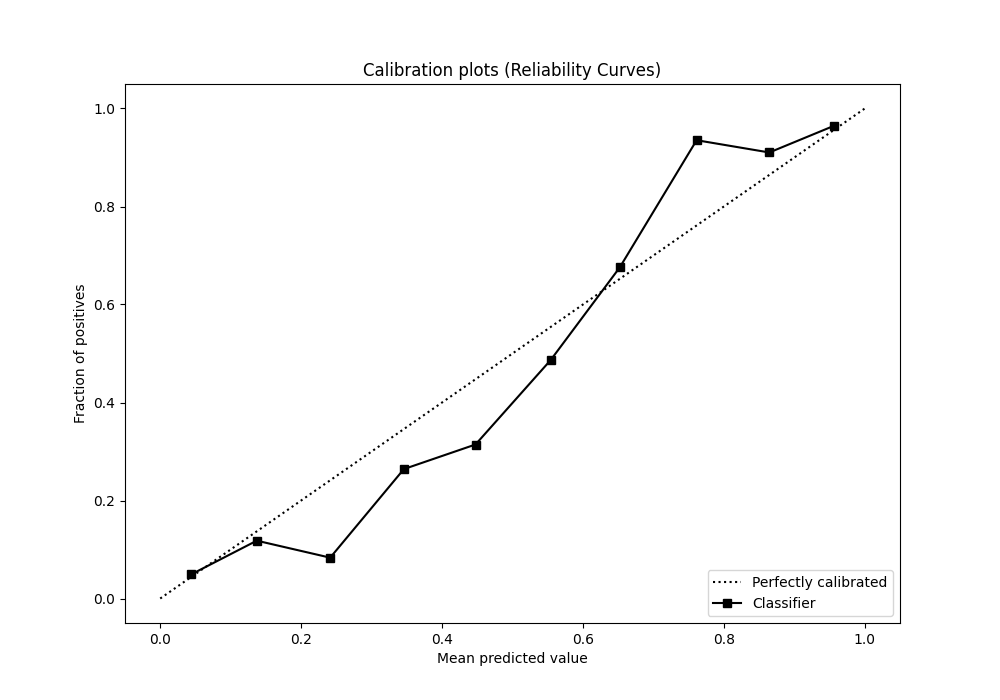 Calibration plots (Reliability Curves)
1.0
0.8
0.6
0.4
0.2
0.0
Fraction of positives
Perfectly calibrated
Classifier
0.0 0.2 0.4 0.6 0.8 1.0
Mean predicted value